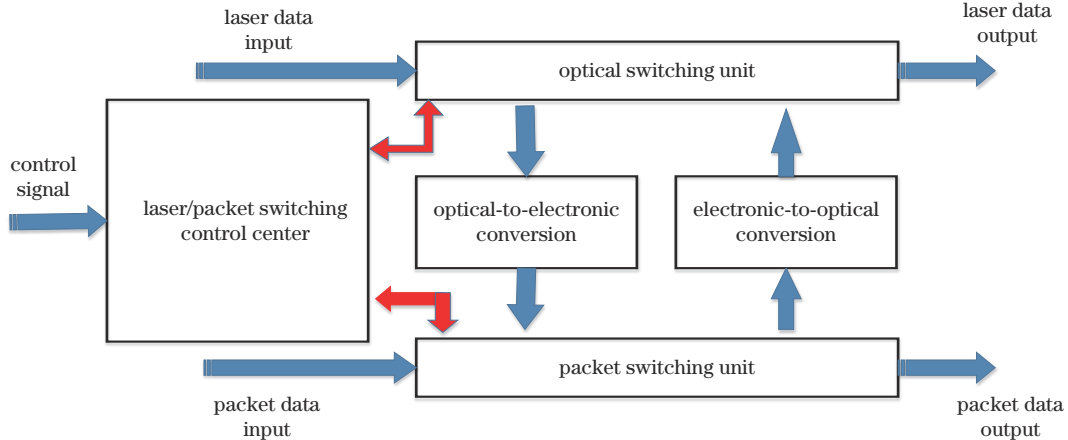 laser data
input
laser data
output
optical switching unit
control
signal
laser/packet switching
control center
optical-to-electronic
conversion
electronic-to-optical
conversion
packet switching unit
packet data
input
packet data
output